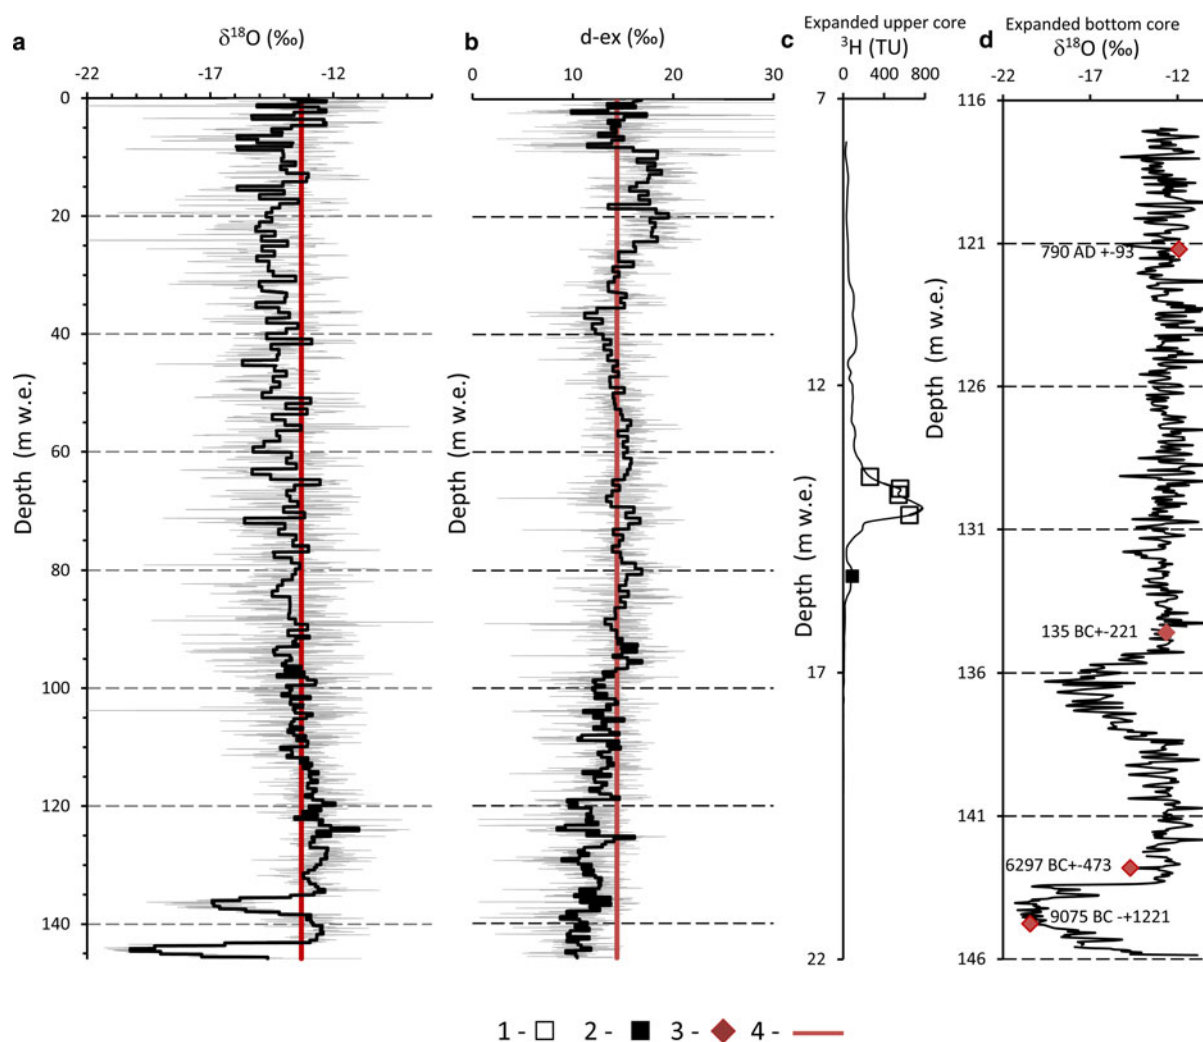 a
δ¹⁸O (‰)
-22 -17 -12
0
20
40
60
80
100
120
140
Depth (m w.e.)
b
d-ex (‰)
0 10 20 30
Depth (m w.e.)
c
Expanded upper core
³H (TU)
0 400 800
7
12
17
22
Depth (m w.e.)
?
d
Expanded bottom core
δ¹⁸O (‰)
-22 -17 -12
116
121
126
131
136
141
146
Depth (m w.e.)
790 AD +-93
135 BC+-221
6297 BC+-473
9075 BC -+1221
1 - 2 - 3 - 4 -